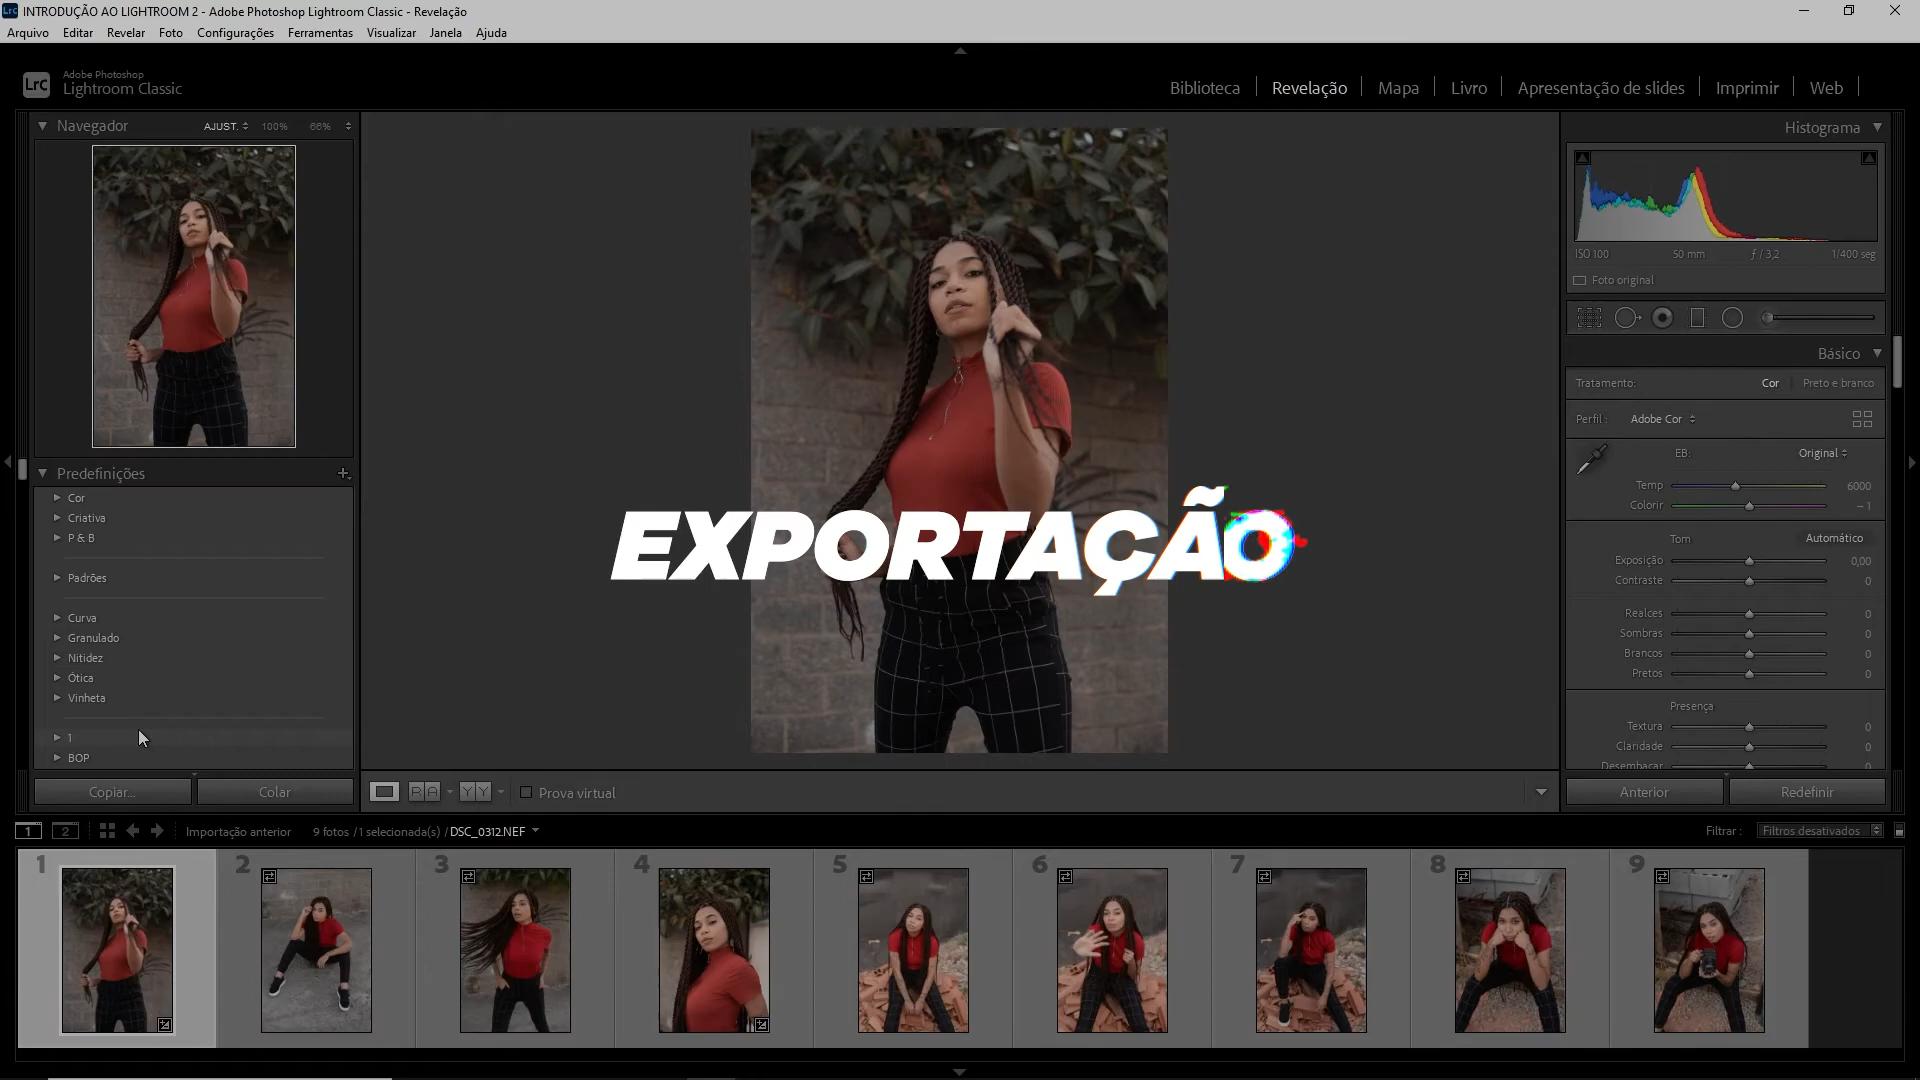 INTRODUÇÃO AO LIGHTROOM 2 - Adobe Photoshop Lightroom Classic - Revelação
Arquivo Editar Revelar Foto Configurações Ferramentas Visualizar Janela Ajuda
LrC
Adobe Photoshop
Lightroom Classic
Biblioteca Revelação Mapa Livro Apresentação de slides Imprimir Web
Navegador AJUST. 100% 66%
Predefinições
Cor
Criativa
P & B
Padrões
Curva
Granulado
Nitidez
Ótica
Vinheta
1
BOP
Copiar... Colar
EXPORTAÇÃO
R A Y Y Prova virtual
Histograma
ISO 100 50 mm ƒ / 3,2 1/400 seg
Foto original
Básico
Tratamento: Cor Preto e branco
Perfil : Adobe Cor
EB: Original
Temp 6000
Colorir – 1
Tom Automático
Exposição 0,00
Contraste 0
Realces 0
Sombras 0
Brancos 0
Pretos 0
Presença
Textura 0
Claridade 0
Desembaçar 0
Anterior Redefinir
1 2 Importação anterior 9 fotos /1 selecionada(s) /DSC_0312.NEF Filtrar : Filtros desativados
1 2 3 4 5 6 7 8 9